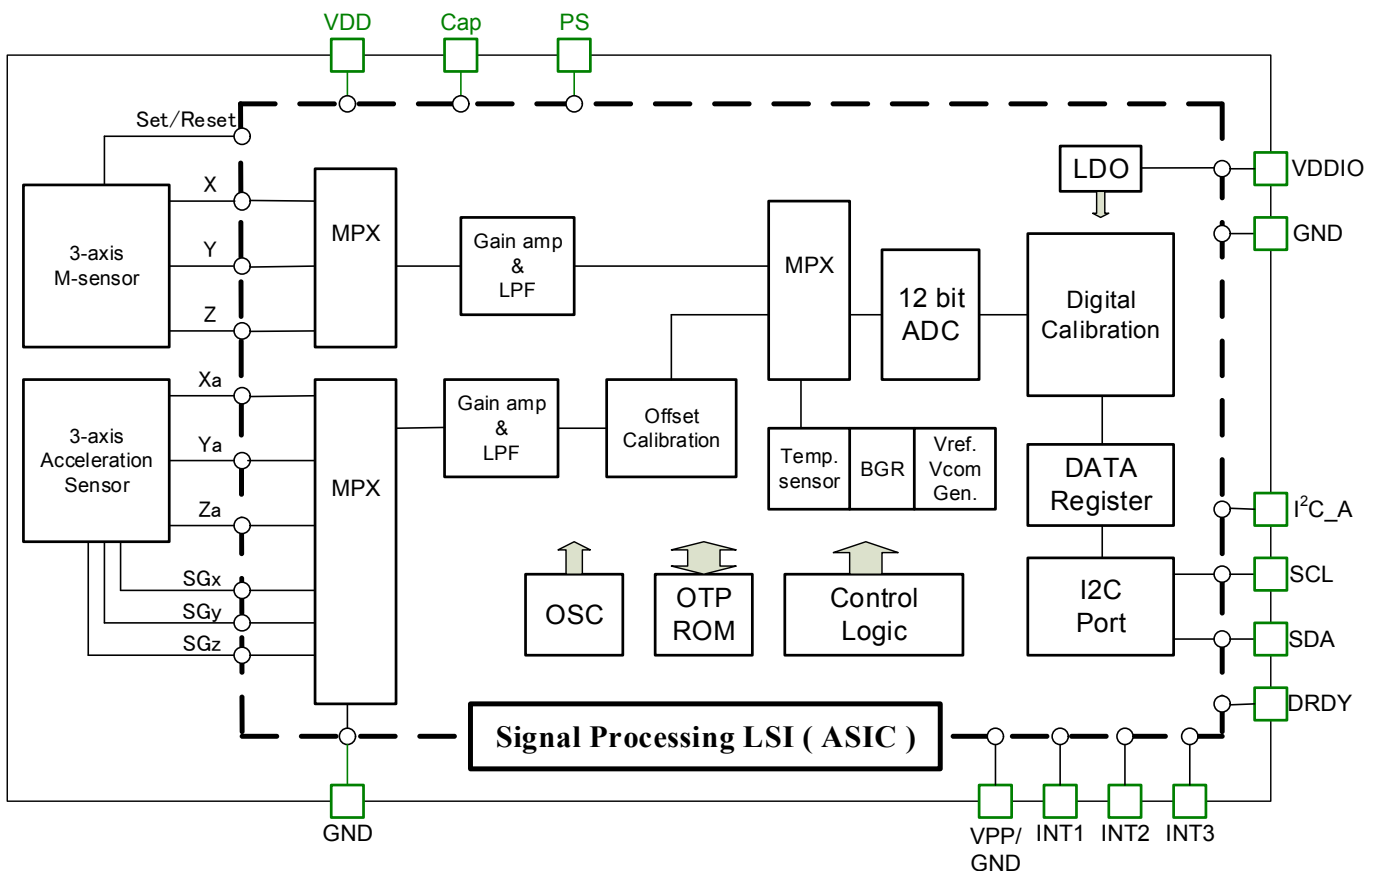 VDD
Cap
PS
Set/Reset
X
Y
Z
3-axis
M-sensor
MPX
Gain amp
&
LPF
MPX
12 bit
ADC
LDO
Digital
Calibration
VDDIO
GND
Xa
Ya
Za
SGx
SGy
SGz
3-axis
Acceleration
Sensor
MPX
Gain amp
&
LPF
Offset
Calibration
Temp.
sensor
BGR
Vref.
Vcom
Gen.
DATA
Register
I2C
Port
I²C_A
SCL
SDA
DRDY
OSC
OTP
ROM
Control
Logic
Signal Processing LSI ( ASIC )
GND
VPP/
GND
INT1
INT2
INT3